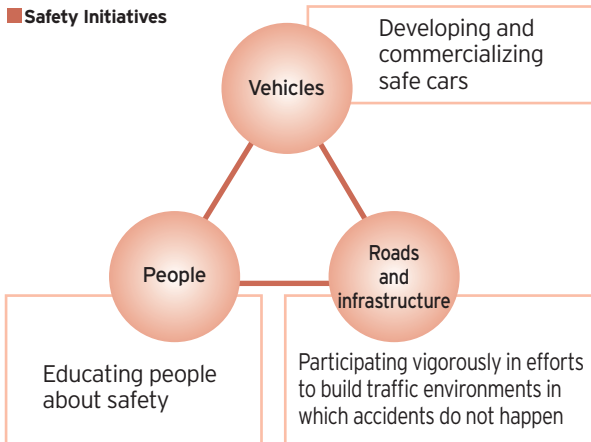 Safety Initiatives
Vehicles
Developing and
commercializing
safe cars
People
Educating people
about safety
Roads
and
infrastructure
Participating vigorously in efforts
to build traffic environments in
which accidents do not happen